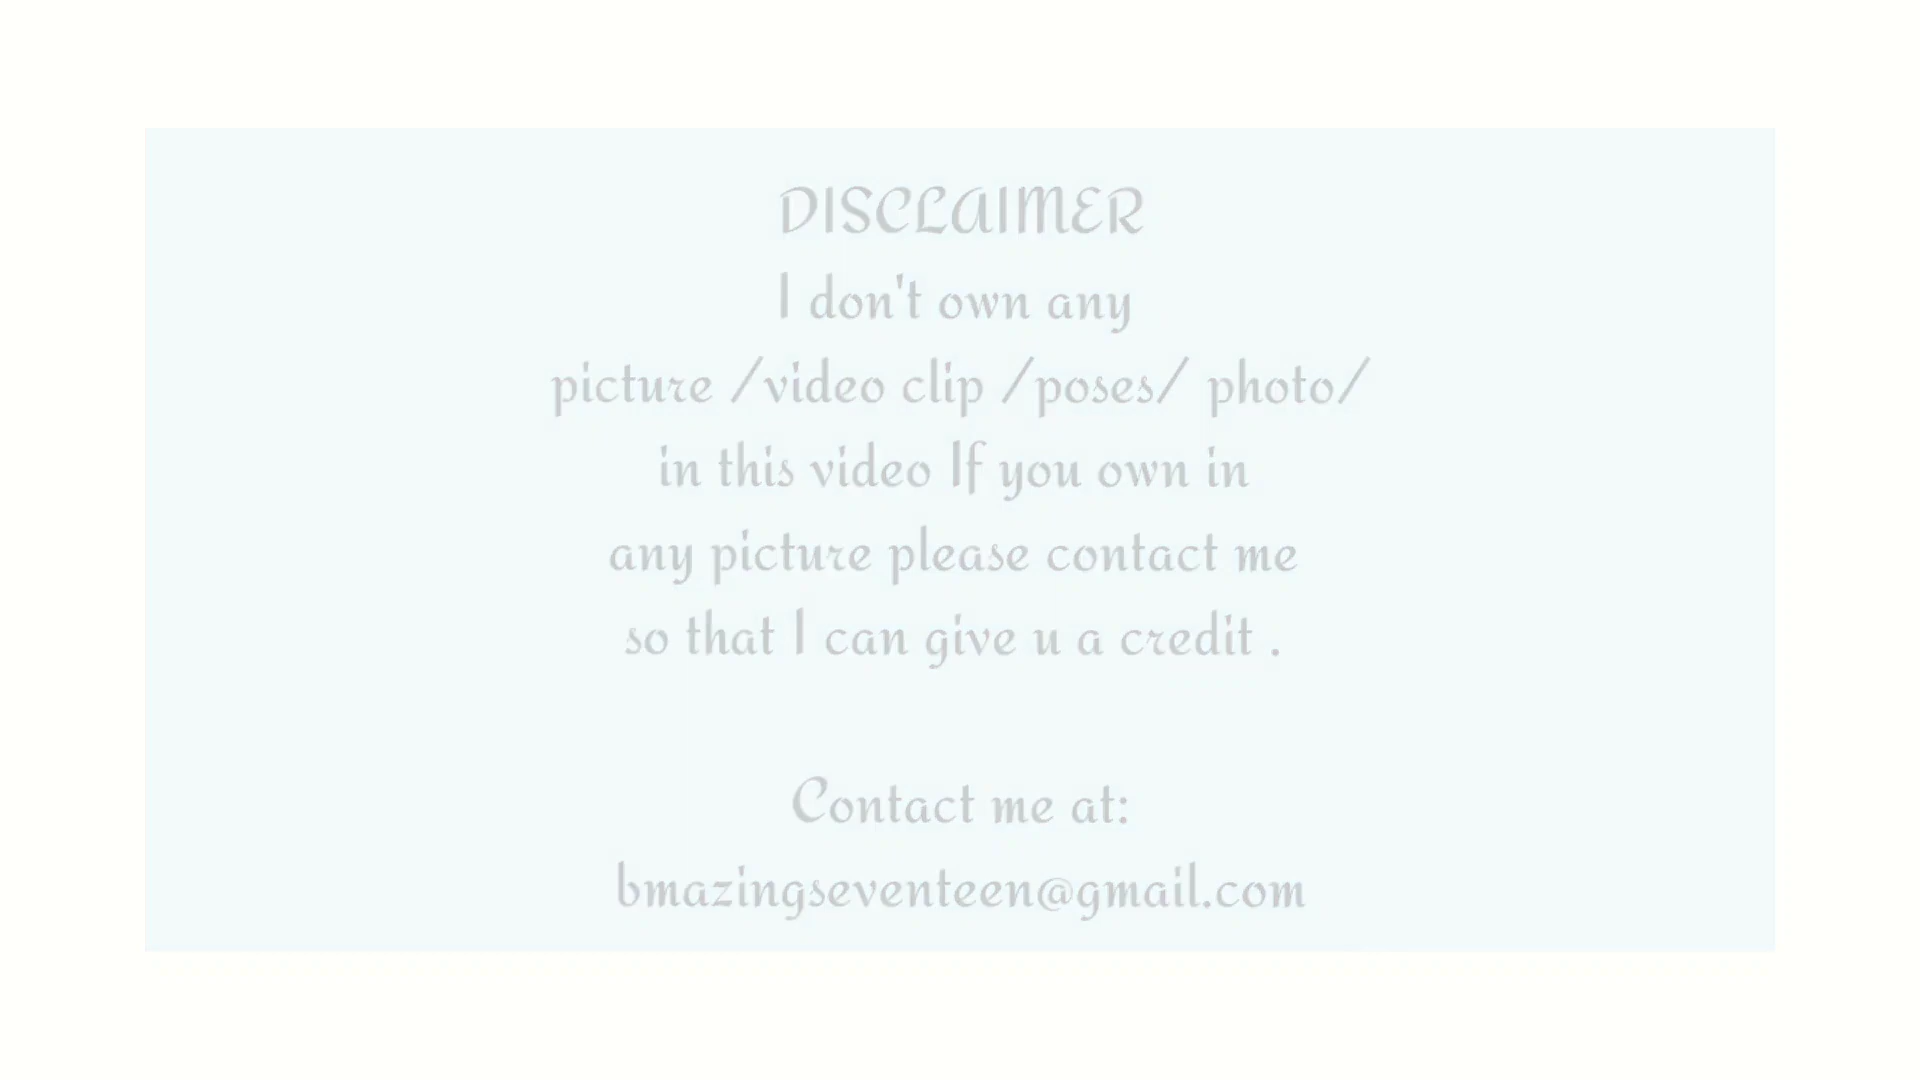 DISCLAIMER
I don't own any
picture /video clip /poses/ photo/
in this video If you own in
any picture please contact me
so that I can give u a credit .
Contact me at:
bmazingseventeen@gmail.com